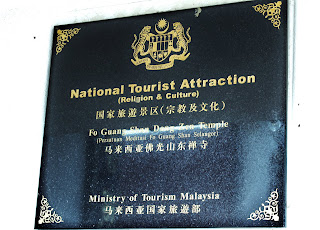 National Tourist Attraction
(Religion & Culture)
国家旅遊景区(宗教及文化)
Fo Guang Shan Dong Zen Temple
(Persatuan Meditasi Fo Guang Shan Selangor)
马来西亚佛光山东禅寺
Ministry of Tourism Malaysia
马来西亚国家旅遊部